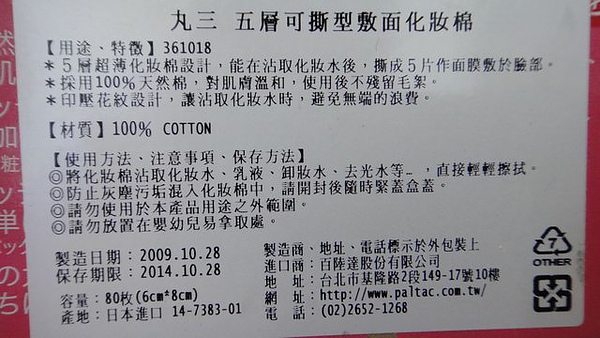 丸三 五層可撕型敷面化妝棉
【用途、特徵】361018
＊５層超薄化妝棉設計，能在沾取化妝水後，撕成５片作面膜敷於臉部。
＊採用100%天然棉，對肌膚溫和，使用後不殘留毛絮。
＊印壓花紋設計，讓沾取化妝水時，避免無端的浪費。
【材質】100% COTTON
【使用方法、注意事項、保存方法】
◎將化妝棉沾取化妝水、乳液、卸妝水、去光水等…，直接輕輕擦拭。
◎防止灰塵污垢混入化妝棉中，請開封後隨時緊蓋盒蓋。
◎請勿使用於本產品用途之外範圍。
◎請勿放置在嬰幼兒易拿取處。
製造日期：2009.10.28
保存期限：2014.10.28
容量：80枚(6cm*8cm)
產地：日本進口 14-7383-01
製造商、地址、電話標示於外包裝上
進口商：百陸達股份有限公司
地 址：台北市基隆路2段149-17號10樓
網 址：http://www.paltac.com.tw/
電 話：(02)2652-1268
7
OTHER